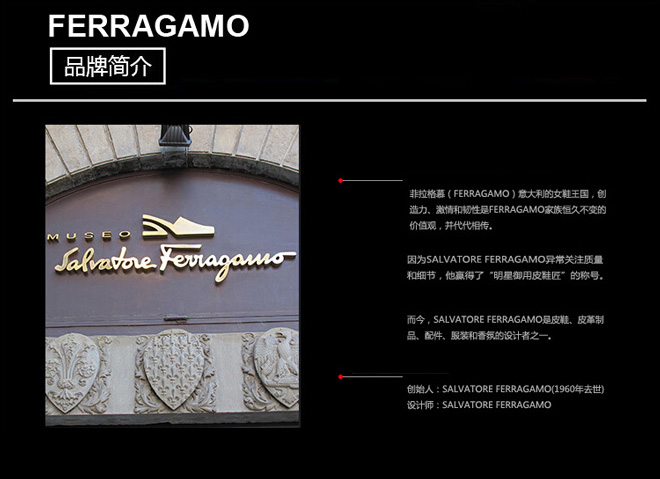 FERRAGAMO
品牌简介
MUSEO
Salvatore Ferragamo
菲拉格慕（FERRAGAMO）意大利的女鞋王国，创
造力、激情和韧性是FERRAGAMO家族恒久不变的
价值观，并代代相传。
因为SALVATORE FERRAGAMO异常关注质量
和细节，他赢得了“明星御用皮鞋匠”的称号。
而今，SALVATORE FERRAGAMO是皮鞋、皮革制
品、配件、服装和香氛的设计者之一。
创始人：SALVATORE FERRAGAMO(1960年去世)
设计师：SALVATORE FERRAGAMO